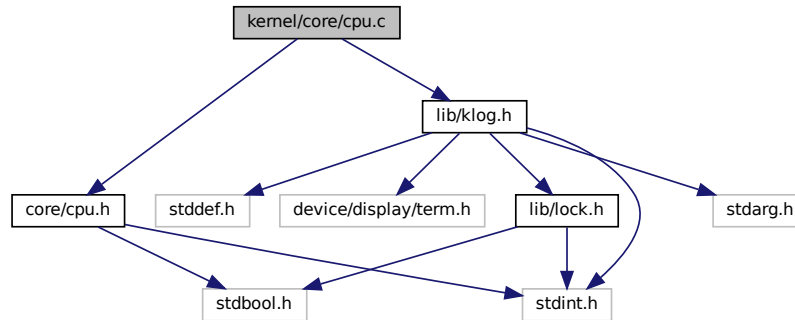 kernel/core/cpu.c
lib/klog.h
core/cpu.h
stddef.h
device/display/term.h
lib/lock.h
stdarg.h
stdbool.h
stdint.h